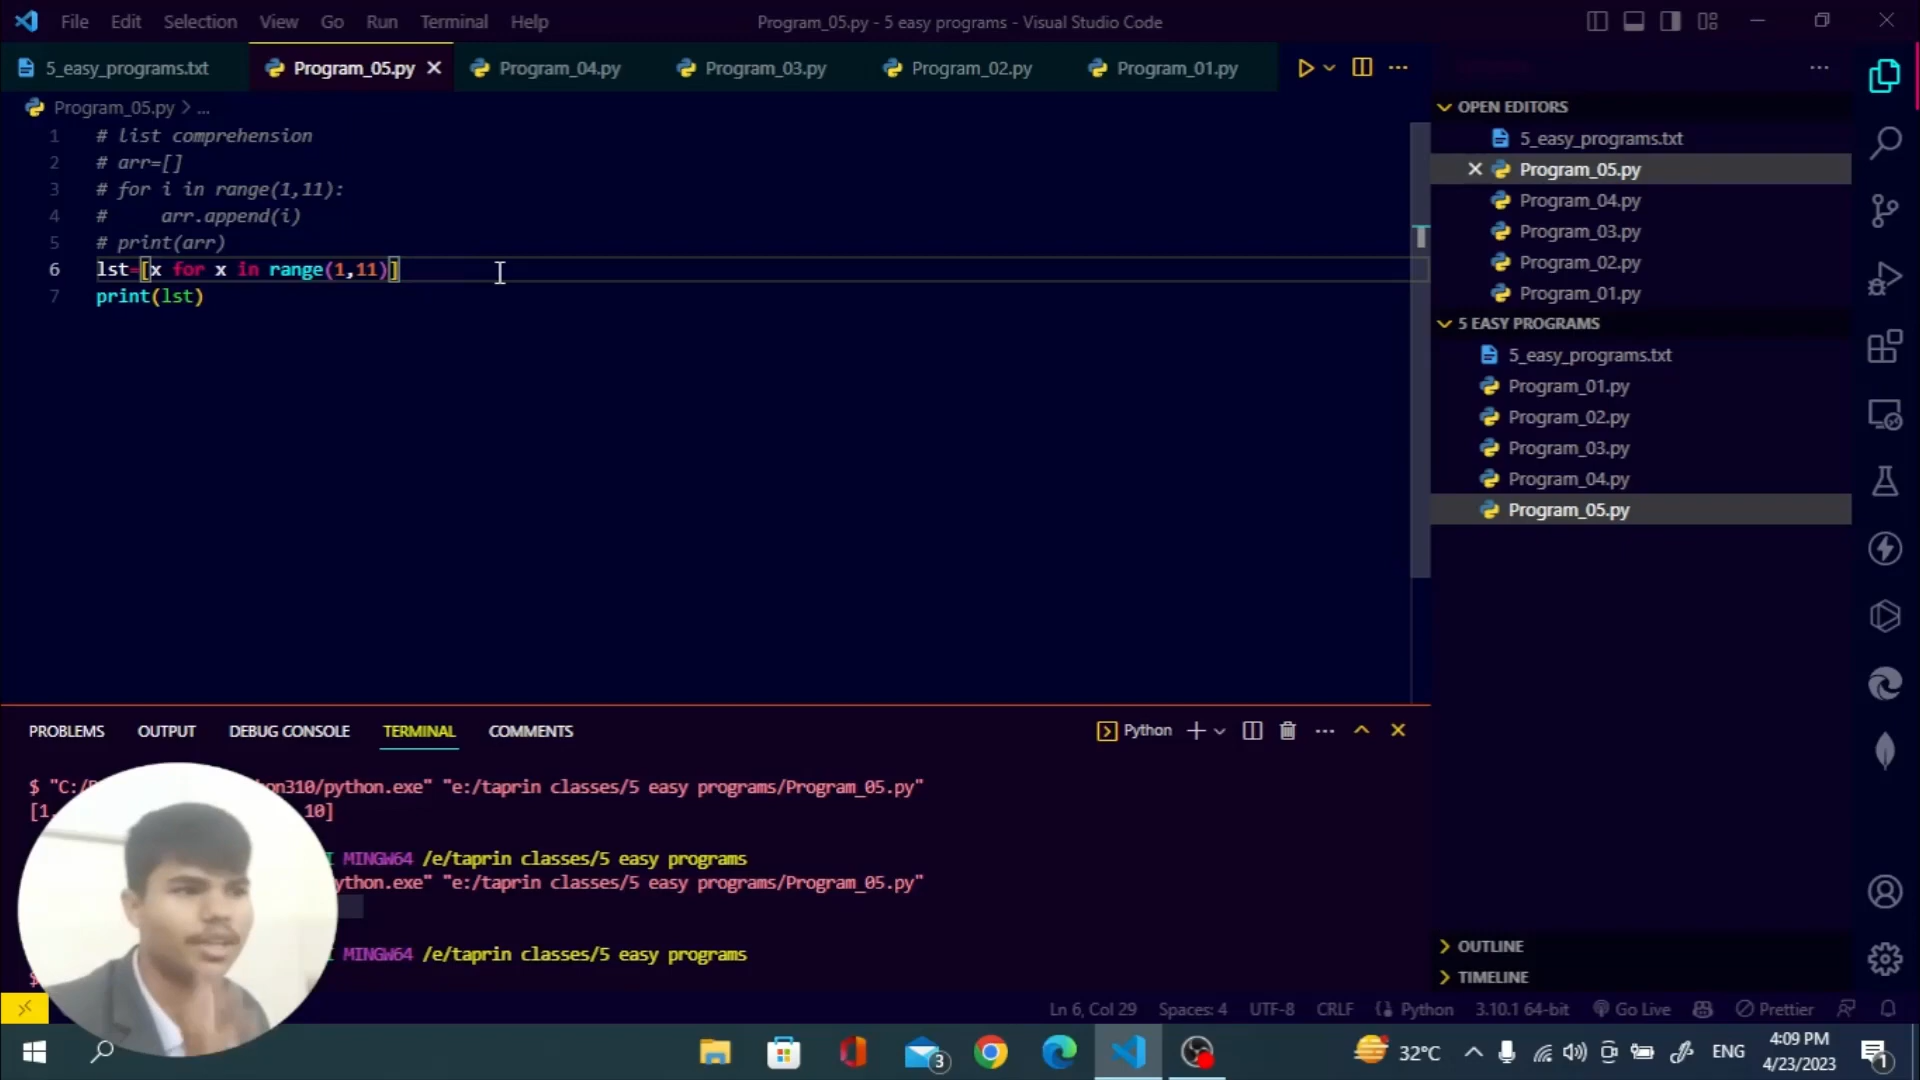 File Edit Selection View Go Run Terminal Help Program_05.py - 5 easy programs - Visual Studio Code
5_easy_programs.txt Program_05.py Program_04.py Program_03.py Program_02.py Program_01.py
Program_05.py > ...
1 # list comprehension
2 # arr=[]
3 # for i in range(1,11):
4 #     arr.append(i)
5 # print(arr)
6 lst=[x for x in range(1,11)]
7 print(lst)
OPEN EDITORS
5_easy_programs.txt
Program_05.py
Program_04.py
Program_03.py
Program_02.py
Program_01.py
5 EASY PROGRAMS
5_easy_programs.txt
Program_01.py
Program_02.py
Program_03.py
Program_04.py
Program_05.py
OUTLINE
TIMELINE
PROBLEMS OUTPUT DEBUG CONSOLE TERMINAL COMMENTS Python
$ "C:/ on310/python.exe" "e:/taprin classes/5 easy programs/Program_05.py"
[1, 10]
MINGW64 /e/taprin classes/5 easy programs
ython.exe" "e:/taprin classes/5 easy programs/Program_05.py"
MINGW64 /e/taprin classes/5 easy programs
$
Ln 6, Col 29 Spaces: 4 UTF-8 CRLF Python 3.10.1 64-bit Go Live Prettier
3 32°C ENG 4:09 PM
4/23/2023 1